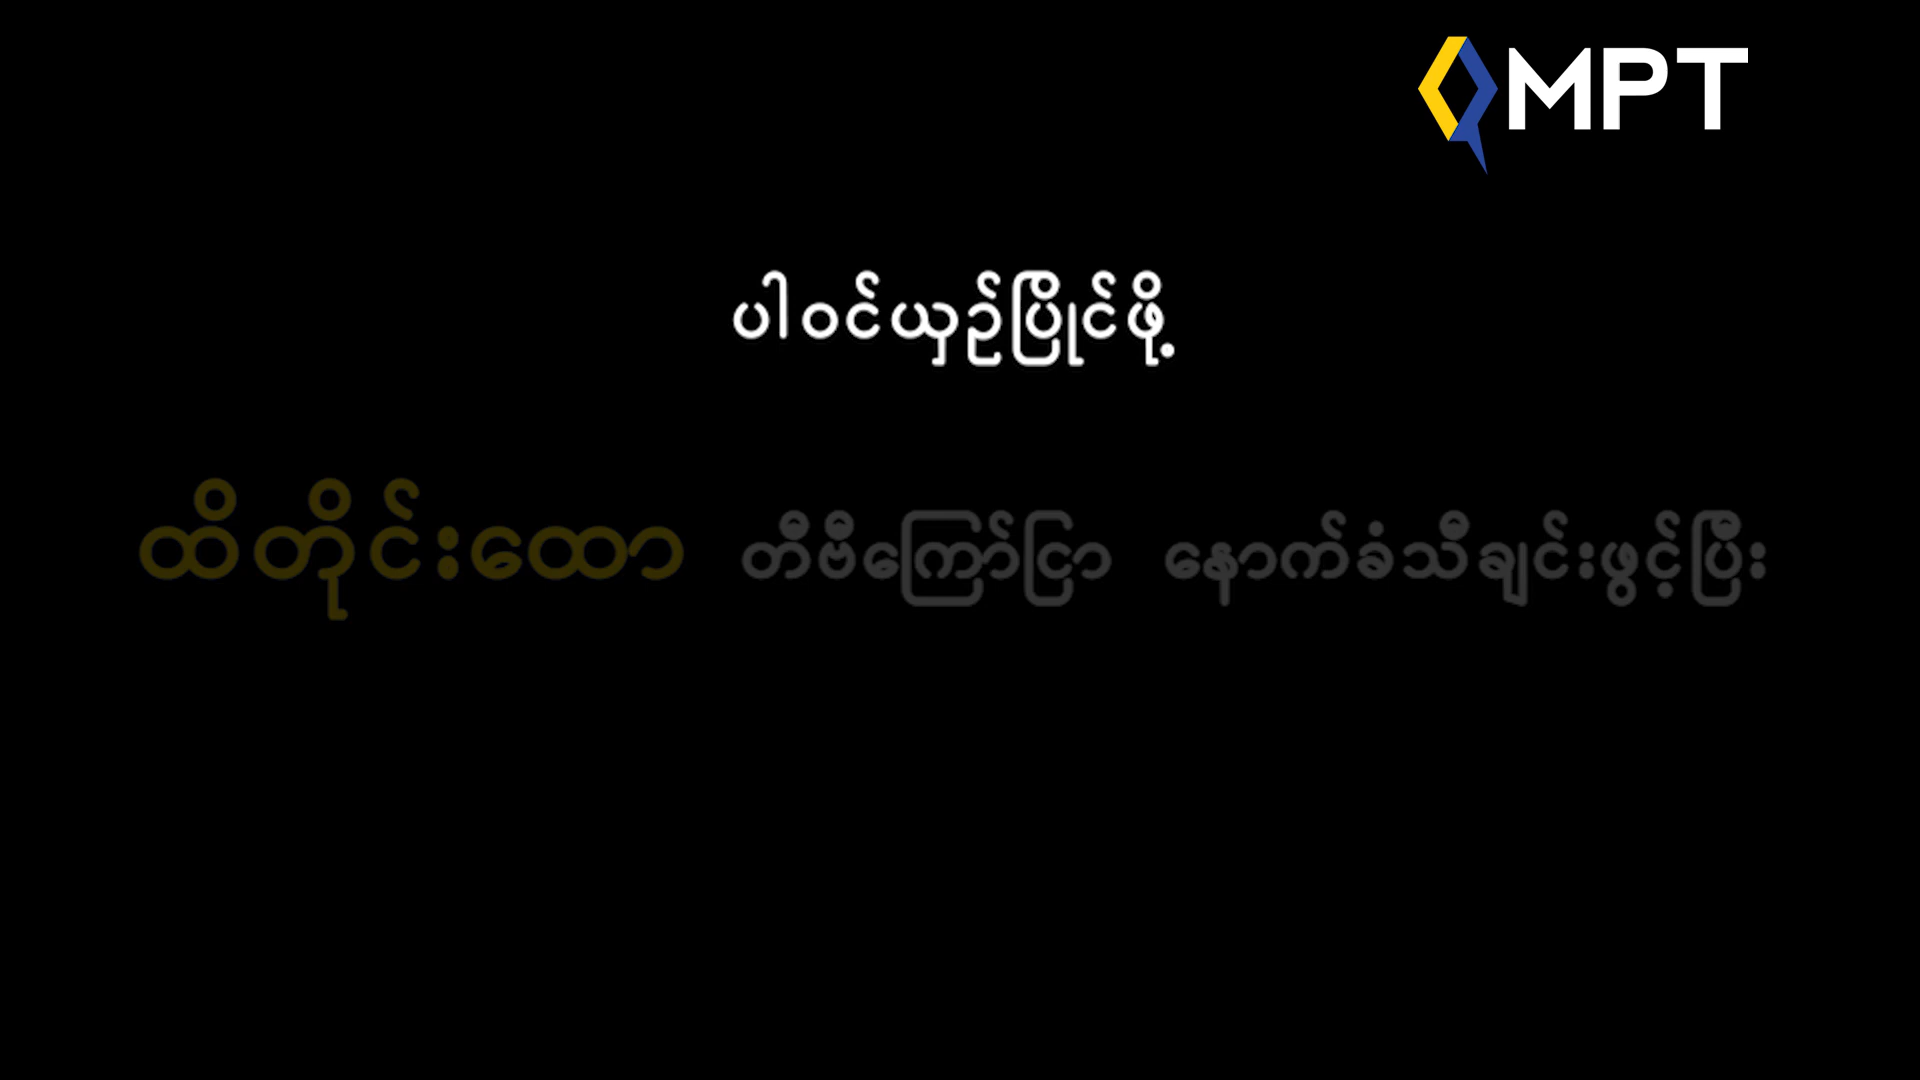 MPT
ပါဝင်ယှဉ်ပြိုင်ဖို့
ထိတိုင်းထော တီဗီကြော်ငြာ နောက်ခံသီချင်းဖွင့်ပြီး